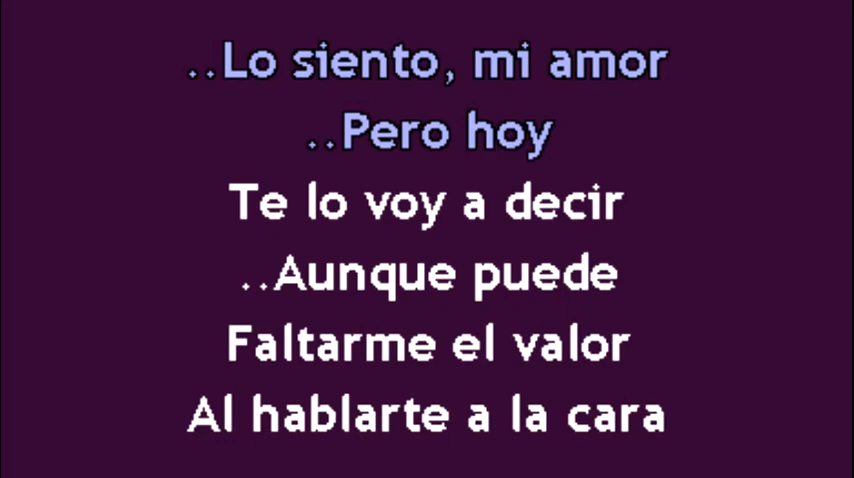 ..Lo siento, mi amor
..Pero hoy
Te lo voy a decir
..Aunque puede
Faltarme el valor
Al hablarte a la cara